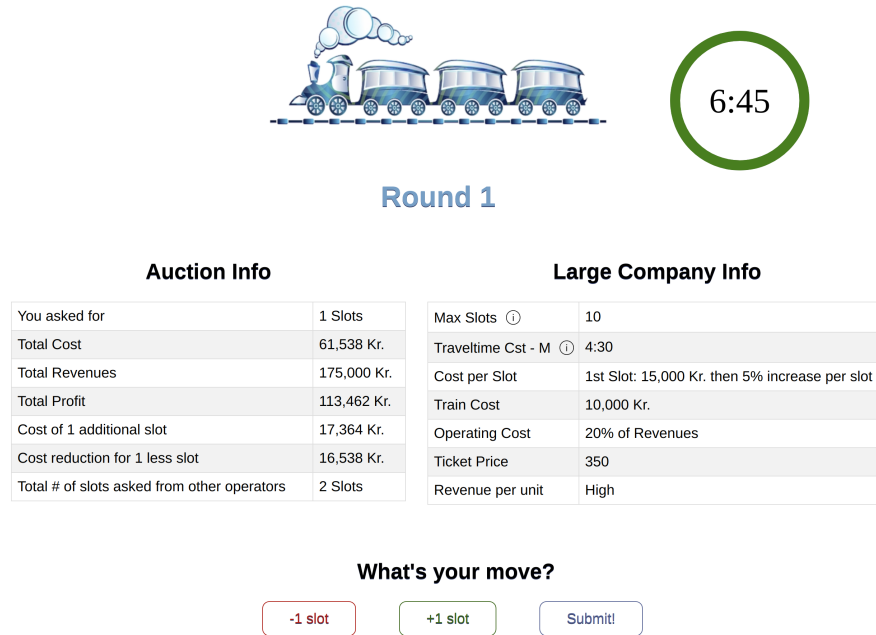 6:45
Round 1
Auction Info
You asked for 1 Slots
Total Cost 61,538 Kr.
Total Revenues 175,000 Kr.
Total Profit 113,462 Kr.
Cost of 1 additional slot 17,364 Kr.
Cost reduction for 1 less slot 16,538 Kr.
Total # of slots asked from other operators 2 Slots
Large Company Info
Max Slots i 10
Traveltime Cst - M i 4:30
Cost per Slot 1st Slot: 15,000 Kr. then 5% increase per slot
Train Cost 10,000 Kr.
Operating Cost 20% of Revenues
Ticket Price 350
Revenue per unit High
What's your move?
-1 slot +1 slot Submit!